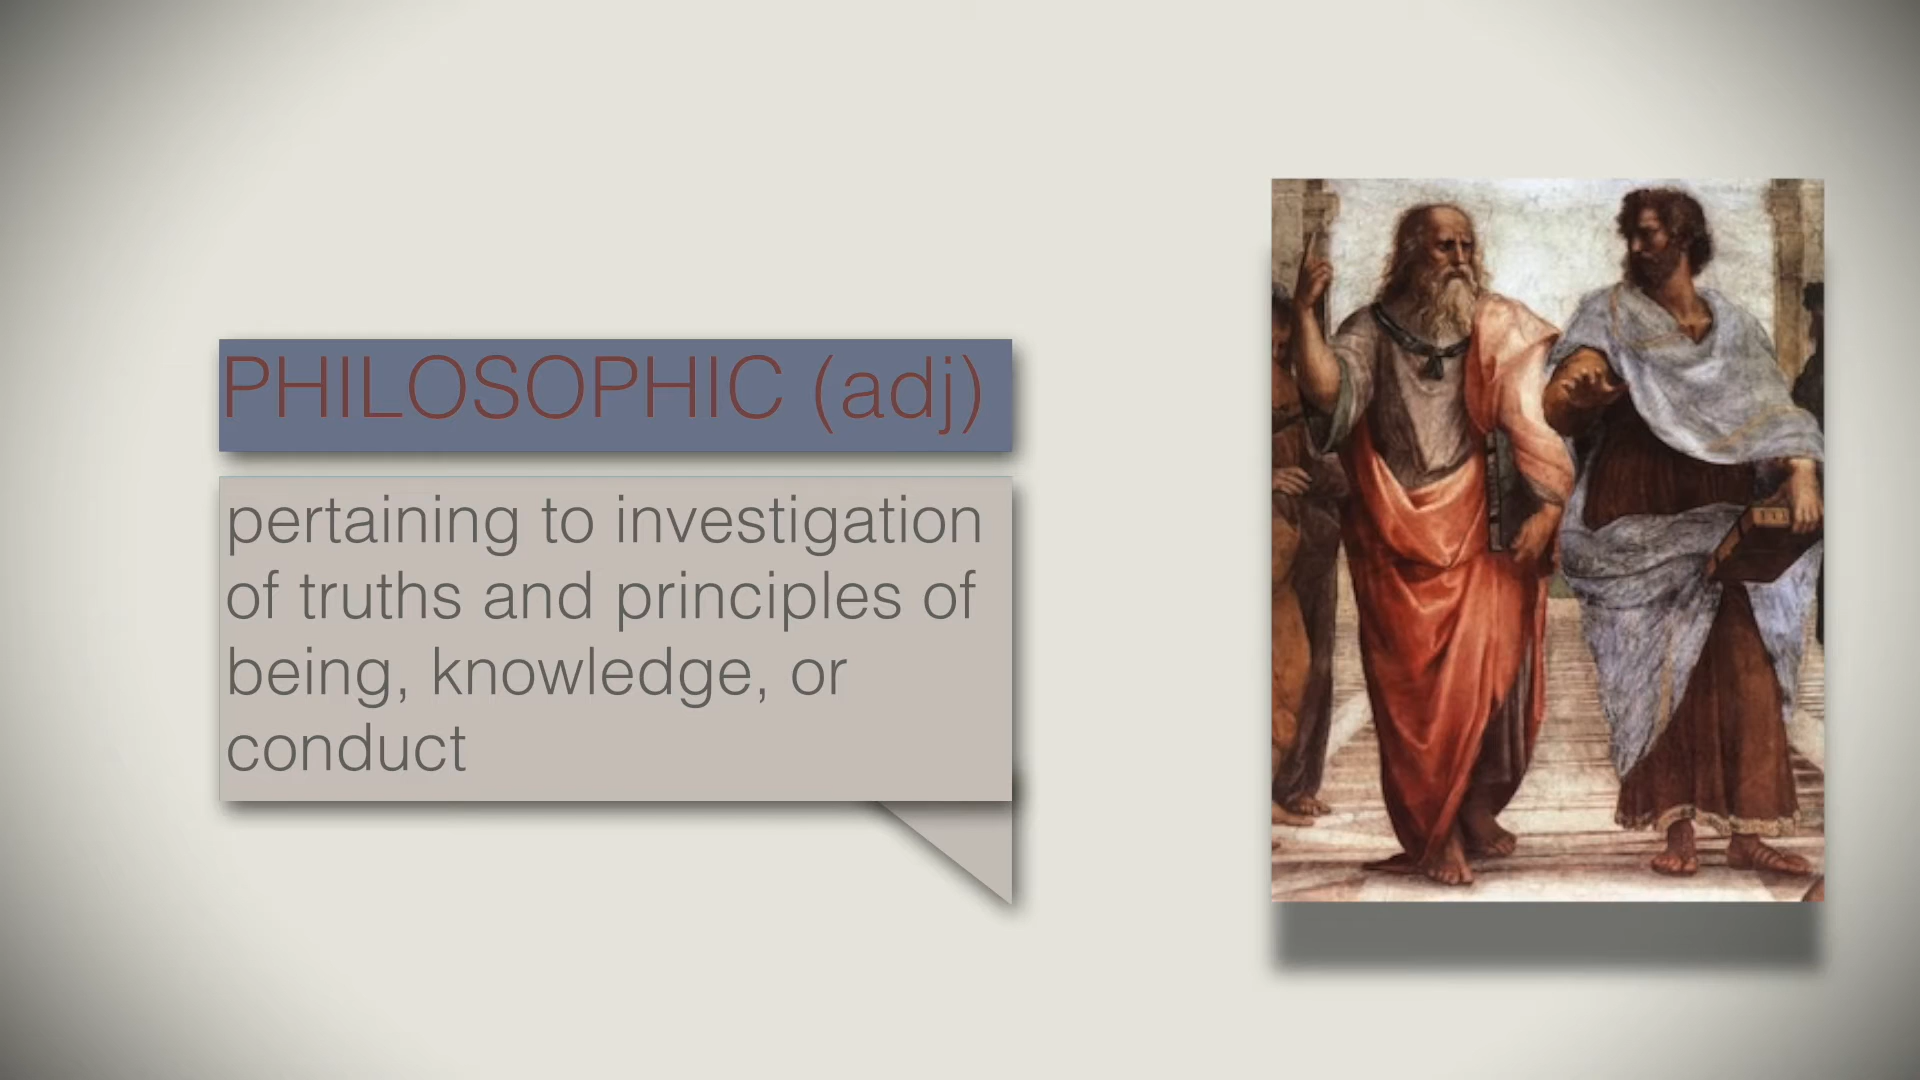 PHILOSOPHIC (adj)
pertaining to investigation
of truths and principles of
being, knowledge, or
conduct